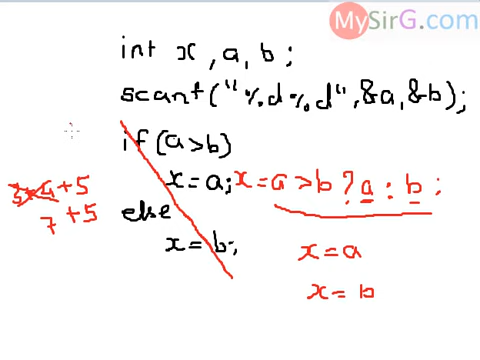 MySirG.com
int x, a, b;
scanf("%d%d", &a, &b);
if (a>b)
x=a; x=a>b?a:b;
3+4+5
else
7+5
x=b;
x=a
x=b